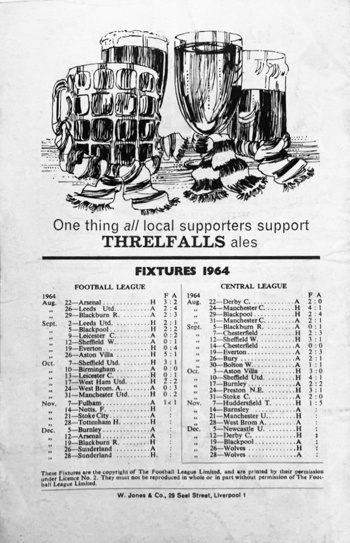 One thing all local supporters support
THRELFALLS ales
FIXTURES 1964
FOOTBALL LEAGUE
1964 F A
Aug. 22—Arsenal H 3 : 2
„ 26—Leeds Utd. A 2 : 4
„ 29—Blackburn R. A 2 : 3
Sept. 2—Leeds Utd. H 2 : 1
„ 5—Blackpool H 2 : 2
„ 9—Leicester C. A 0 : 2
„ 12—Sheffield W. A 0 : 1
„ 19—Everton H 0 : 4
„ 26—Aston Villa H 5 : 1
Oct. 7—Sheffield Utd. H 3 : 1
„ 10—Birmingham A 0 : 0
„ 13—Leicester C. H 0 : 1
„ 17—West Ham Utd H 2 : 2
„ 24—West Brom A. A 0 : 3
„ 31—Manchester Utd H 0 : 2
Nov. 7—Fulham A 1 : 1
„ 14—Notts. F. H :
„ 21—Stoke City A :
„ 28—Tottenham H. H :
Dec. 5—Burnley A :
„ 12—Arsenal A :
„ 19—Blackburn R. H :
„ 26—Sunderland A :
„ 28—Sunderland H. :
CENTRAL LEAGUE
1964 F A
Aug. 22—Derby C. A 2 : 0
„ 24—Manchester C. H 4 : 1
„ 29—Blackpool H 2 : 4
„ 31—Manchester C. A 2 : 1
Sept. 5—Blackburn R. A 0 : 1
„ 7—Chesterfield H 2 : 3
„ 12—Sheffield W. H 3 : 1
„ 14—Chesterfield A 0 : 0
„ 19—Everton A 2 : 3
„ 26—Bury A 2 : 1
„ 30—Bolton W. A 1 : 1
Oct. Aston Villa H 3 : 0
„ Sheffield Utd. H 4 : 1
„ 17—Burnley A 2 : 2
„ 24—Preston N.E. H 3 : 1
„ 31—Stoke C. A 2 : 0
Nov. 7—Huddersfield T. H 1 : 5
„ 14—Barnsley A :
„ 21—Manchester U. H :
„ 28—West Brom A. A :
Dec. 5—Newcastle U. H :
„ 12—Derby C. H :
„ 19—Blackpool A :
„ 26—Wolves H :
„ 28—Wolves A :
These Fixtures are the copyright of The Football League Limited, and are printed by their permission
under Licence No. 2. They must not be reproduced in whole or in part without permission of The Foot-
ball League Limited.
W. Jones & Co., 29 Seel Street, Liverpool 1